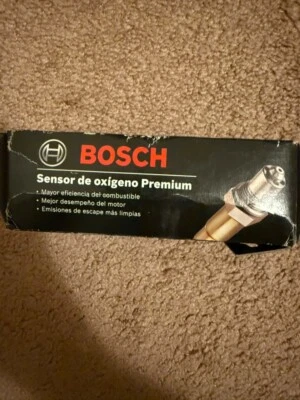 BOSCH
Sensor de oxígeno Premium
• Mayor eficiencia del combustible
• Mejor desempeño del motor
• Emisiones de escape más limpias